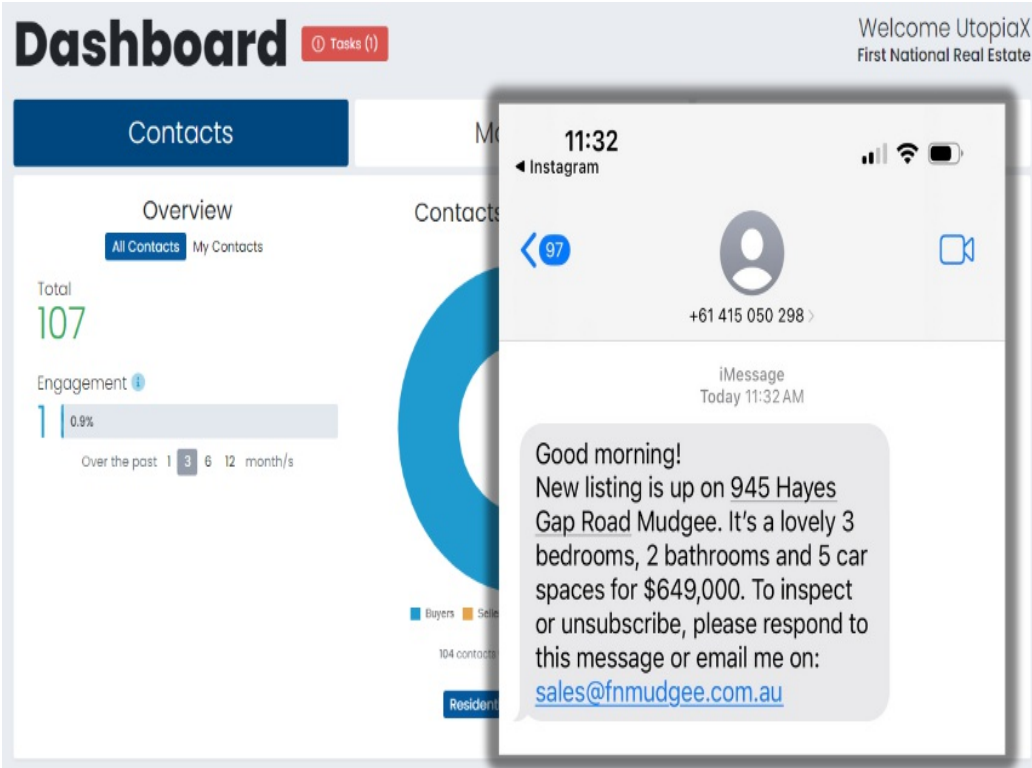 Dashboard
Tasks (1)
Welcome UtopiaX
First National Real Estate
Contacts
Overview
All Contacts My Contacts
Total
107
Engagement
1 0.9%
Over the past 1 3 6 12 month/s
Contacts
Buyers
104 contacts
11:32
Instagram
97
+61 415 050 298
iMessage
Today 11:32 AM
Good morning!
New listing is up on 945 Hayes
Gap Road Mudgee. It's a lovely 3
bedrooms, 2 bathrooms and 5 car
spaces for $649,000. To inspect
or unsubscribe, please respond to
this message or email me on:
sales@fnmudgee.com.au